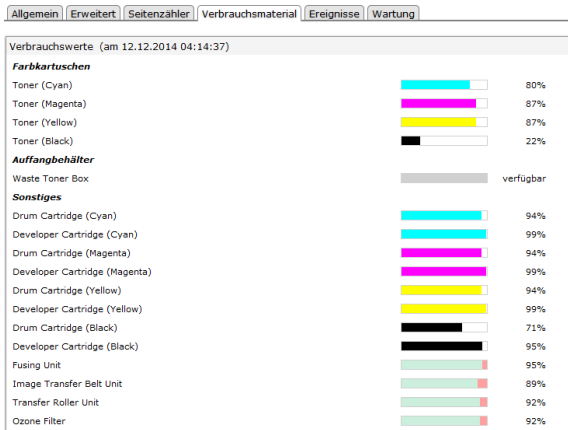 Allgemein Erweitert Seitenzähler Verbrauchsmaterial Ereignisse Wartung
Verbrauchswerte (am 12.12.2014 04:14:37)
Farbkartuschen
Toner (Cyan) 80%
Toner (Magenta) 87%
Toner (Yellow) 87%
Toner (Black) 22%
Auffangbehälter
Waste Toner Box verfügbar
Sonstiges
Drum Cartridge (Cyan) 94%
Developer Cartridge (Cyan) 99%
Drum Cartridge (Magenta) 94%
Developer Cartridge (Magenta) 99%
Drum Cartridge (Yellow) 94%
Developer Cartridge (Yellow) 99%
Drum Cartridge (Black) 71%
Developer Cartridge (Black) 95%
Fusing Unit 95%
Image Transfer Belt Unit 89%
Transfer Roller Unit 92%
Ozone Filter 92%